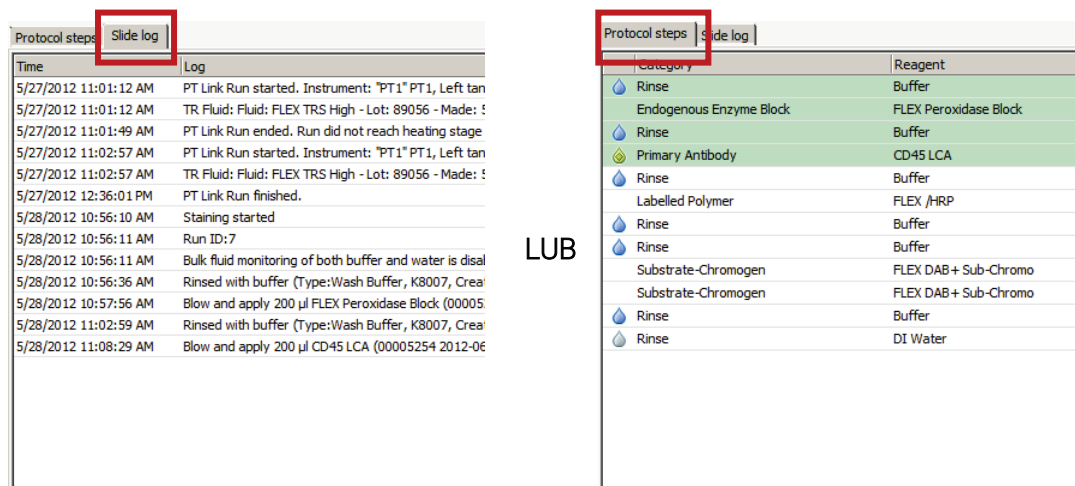 Protocol steps Slide log
Time Log
5/27/2012 11:01:12 AM PT Link Run started. Instrument: "PT1" PT1, Left tan
5/27/2012 11:01:12 AM TR Fluid: Fluid: FLEX TRS High - Lot: 89056 - Made:
5/27/2012 11:01:49 AM PT Link Run ended. Run did not reach heating stage
5/27/2012 11:02:57 AM PT Link Run started. Instrument: "PT1" PT1, Left tan
5/27/2012 11:02:57 AM TR Fluid: Fluid: FLEX TRS High - Lot: 89056 - Made:
5/27/2012 12:36:01 PM PT Link Run finished.
5/28/2012 10:56:10 AM Staining started
5/28/2012 10:56:11 AM Run ID:7
5/28/2012 10:56:11 AM Bulk fluid monitoring of both buffer and water is disal
5/28/2012 10:56:36 AM Rinsed with buffer (Type:Wash Buffer, K8007, Crea
5/28/2012 10:57:56 AM Blow and apply 200 µl FLEX Peroxidase Block (00005
5/28/2012 11:02:59 AM Rinsed with buffer (Type:Wash Buffer, K8007, Crea
5/28/2012 11:08:29 AM Blow and apply 200 µl CD45 LCA (00005254 2012-06
LUB
Protocol steps Slide log
Category Reagent
Rinse Buffer
Endogenous Enzyme Block FLEX Peroxidase Block
Rinse Buffer
Primary Antibody CD45 LCA
Rinse Buffer
Labelled Polymer FLEX /HRP
Rinse Buffer
Rinse Buffer
Substrate-Chromogen FLEX DAB+ Sub-Chromo
Substrate-Chromogen FLEX DAB+ Sub-Chromo
Rinse Buffer
Rinse DI Water